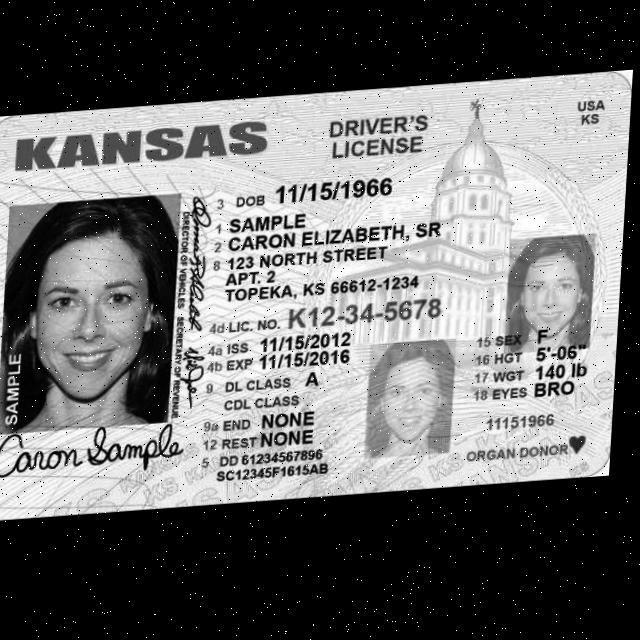 KANSAS
DRIVER'S
LICENSE
USA
KS
3 DOB 11/15/1966
1 SAMPLE
2 CARON ELIZABETH, SR
8 123 NORTH STREET
APT. 2
TOPEKA, KS 66612-1234
4d LIC. NO. K12-34-5678
4a ISS 11/15/2012
4b EXP 11/15/2016
9 DL CLASS A
CDL CLASS
9a END NONE
12 REST NONE
5 DD 61234567896
SC12345F1615AB
15 SEX F
16 HGT 5'-06"
17 WGT 140 lb
18 EYES BRO
11151966
ORGAN DONOR
SAMPLE
Caron Sample
DIRECTOR OF VEHICLES
SECRETARY OF REVENUE